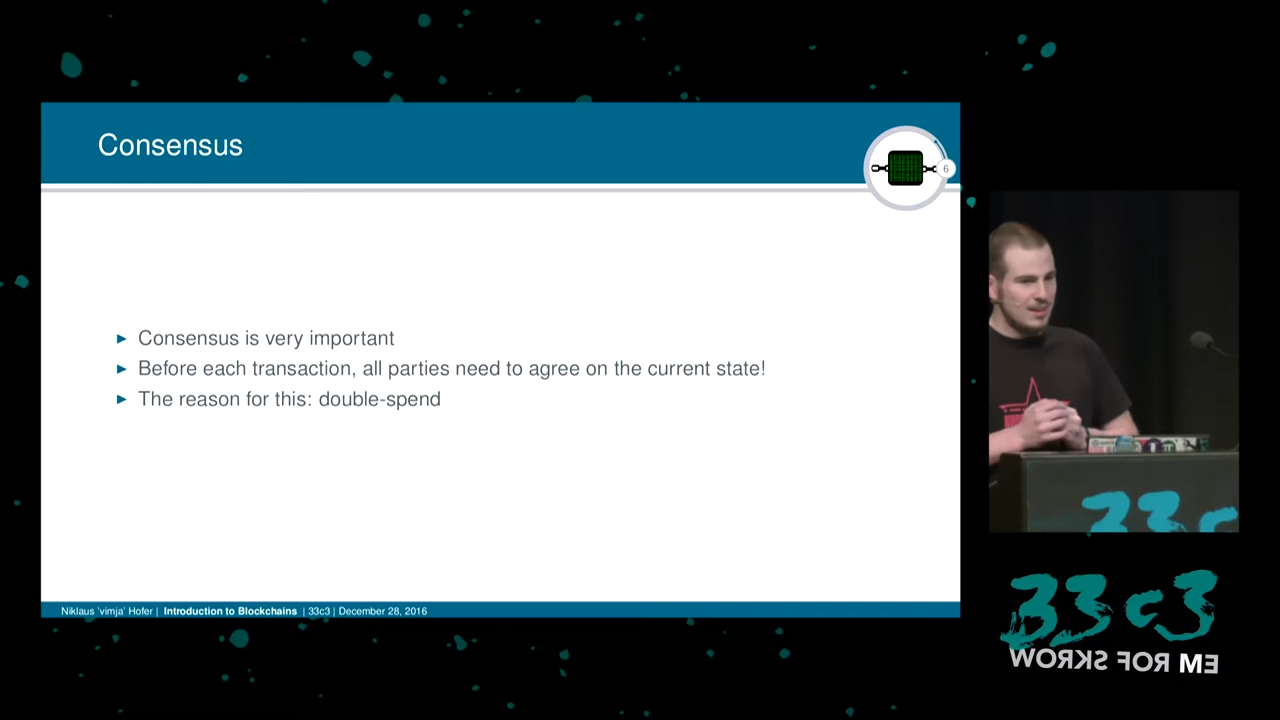 Consensus
6
Consensus is very important
Before each transaction, all parties need to agree on the current state!
The reason for this: double-spend
Niklaus 'vimja' Hofer | Introduction to Blockchains | 33c3 | December 28, 2016
33c
33c3
WORKS FOR ME